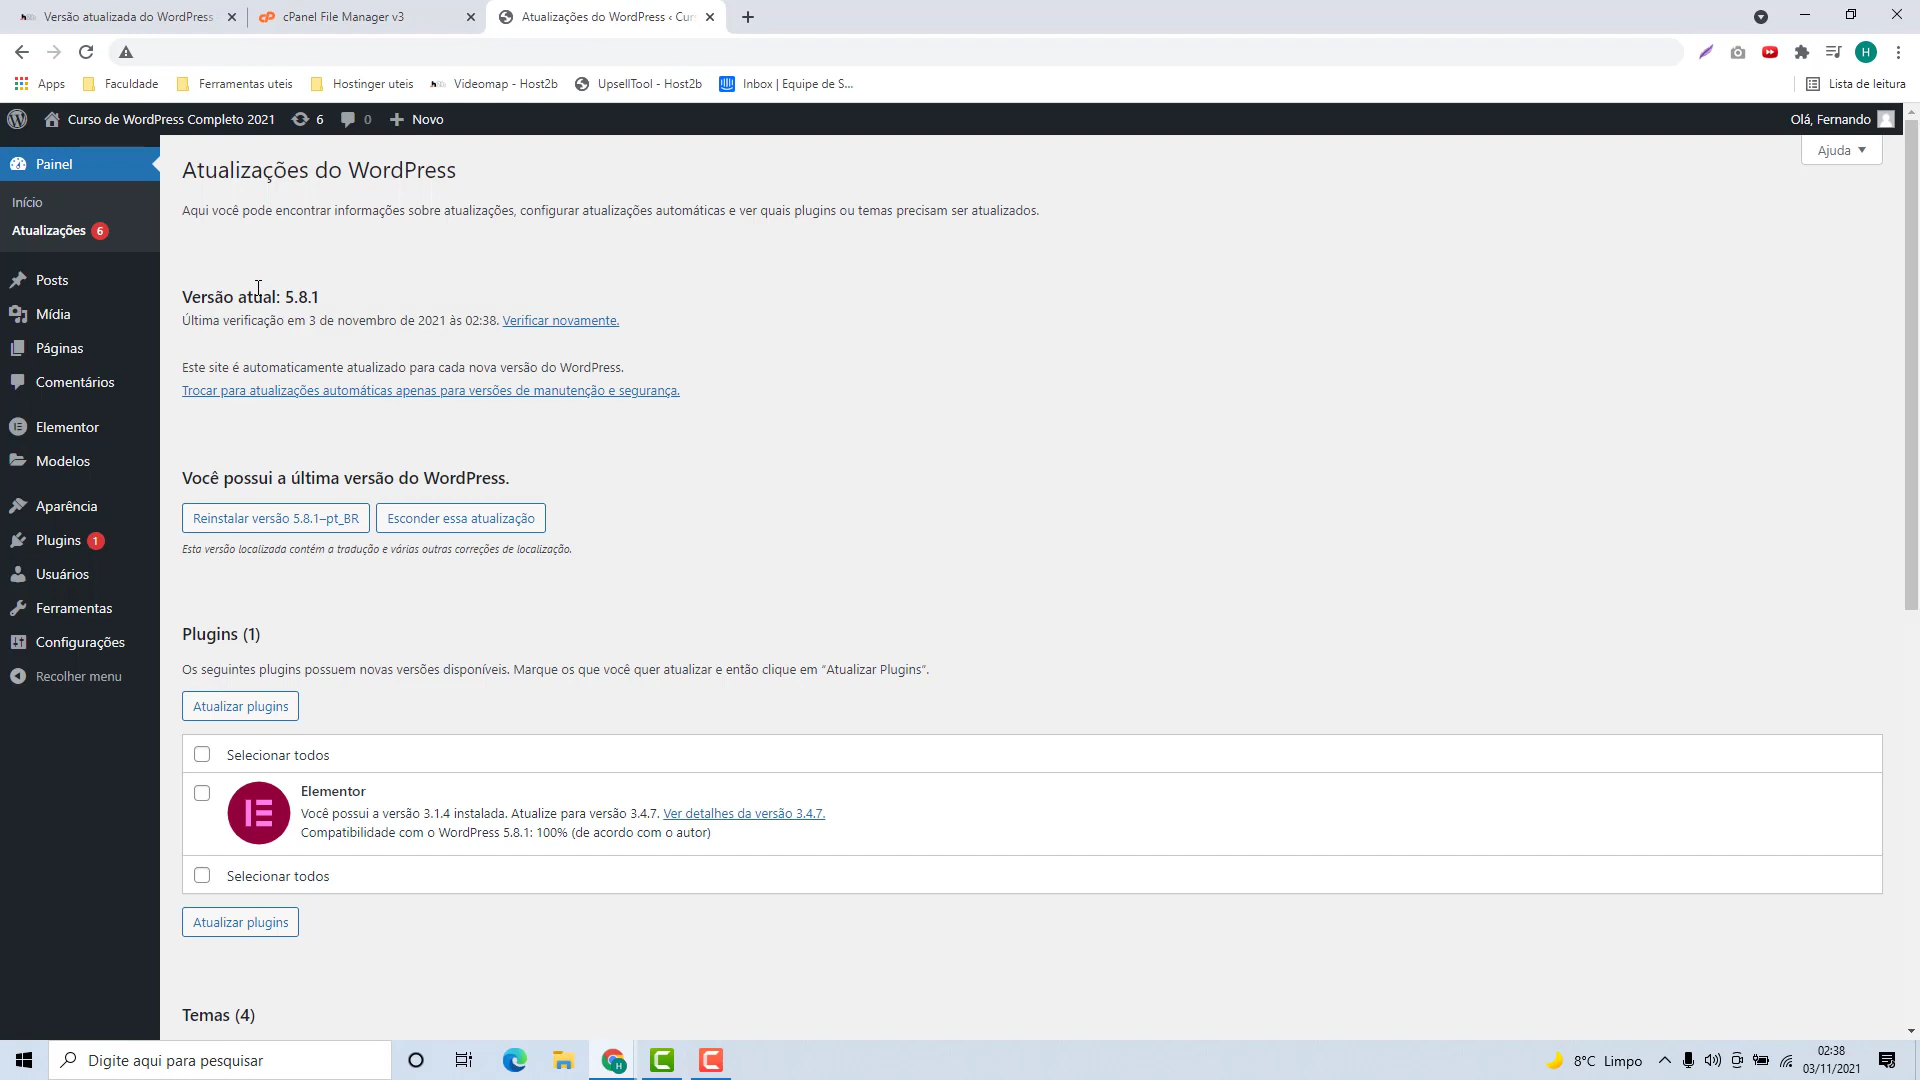 Versão atualizada do WordPress
cPanel File Manager v3
Atualizações do WordPress ‹ Cur
H
Apps
Faculdade
Ferramentas uteis
Hostinger uteis
Videomap - Host2b
UpsellTool - Host2b
Inbox | Equipe de S...
Lista de leitura
Curso de WordPress Completo 2021
6
0
Novo
Olá, Fernando
Painel
Início
Atualizações 6
Posts
Mídia
Páginas
Comentários
Elementor
Modelos
Aparência
Plugins 1
Usuários
Ferramentas
Configurações
Recolher menu
Ajuda
Atualizações do WordPress
Aqui você pode encontrar informações sobre atualizações, configurar atualizações automáticas e ver quais plugins ou temas precisam ser atualizados.
Versão atual: 5.8.1
Última verificação em 3 de novembro de 2021 às 02:38. Verificar novamente.
Este site é automaticamente atualizado para cada nova versão do WordPress.
Trocar para atualizações automáticas apenas para versões de manutenção e segurança.
Você possui a última versão do WordPress.
Reinstalar versão 5.8.1–pt_BR
Esconder essa atualização
Esta versão localizada contém a tradução e várias outras correções de localização.
Plugins (1)
Os seguintes plugins possuem novas versões disponíveis. Marque os que você quer atualizar e então clique em “Atualizar Plugins”.
Atualizar plugins
Selecionar todos
Elementor
Você possui a versão 3.1.4 instalada. Atualize para versão 3.4.7. Ver detalhes da versão 3.4.7.
Compatibilidade com o WordPress 5.8.1: 100% (de acordo com o autor)
Selecionar todos
Atualizar plugins
Temas (4)
Digite aqui para pesquisar
8°C Limpo
02:38
03/11/2021